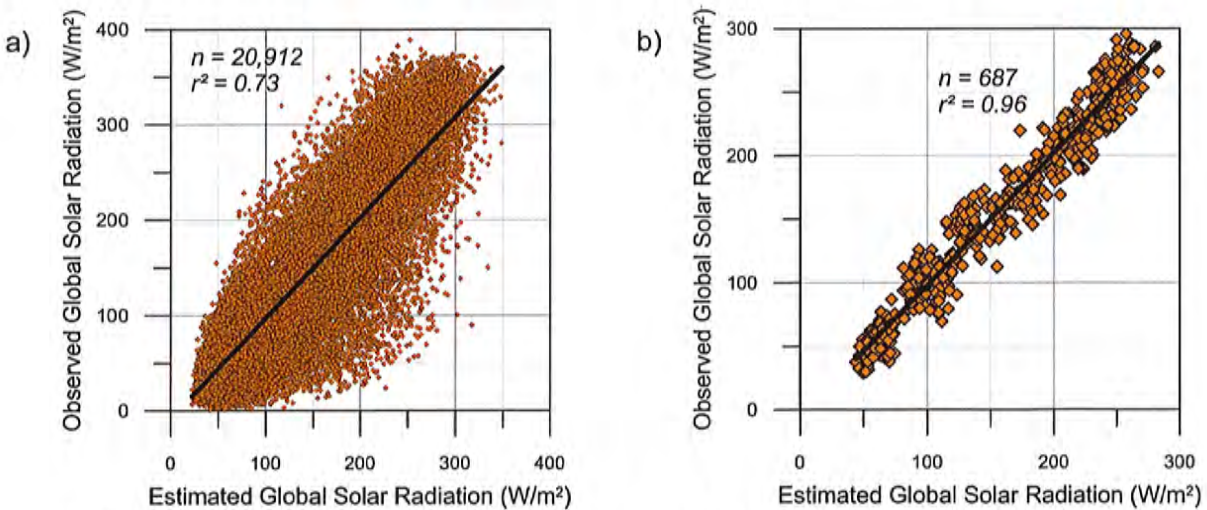 a)
Observed Global Solar Radiation (W/m²)
400
300
200
100
0
n = 20,912
r² = 0.73
0 100 200 300 400
Estimated Global Solar Radiation (W/m²)
b)
Observed Global Solar Radiation (W/m²)
300
200
100
0
n = 687
r² = 0.96
0 100 200 300
Estimated Global Solar Radiation (W/m²)